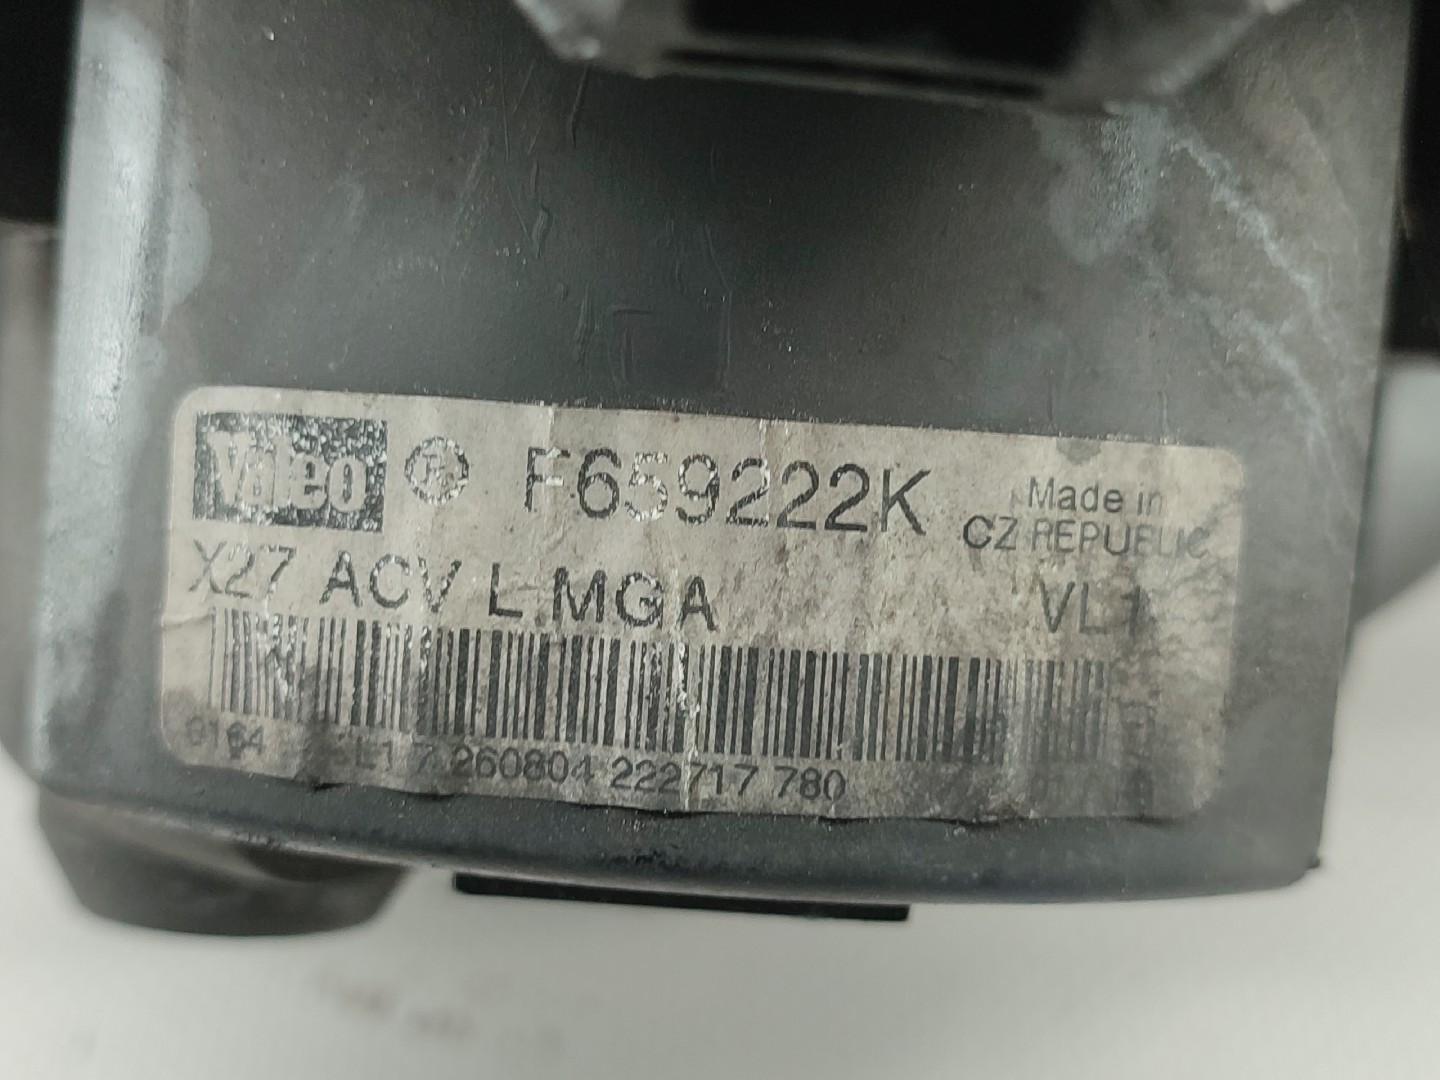 Valeo F659222K Made in
CZ REPUBLIC
X27 ACV L MGA VL1
260804 222717 780